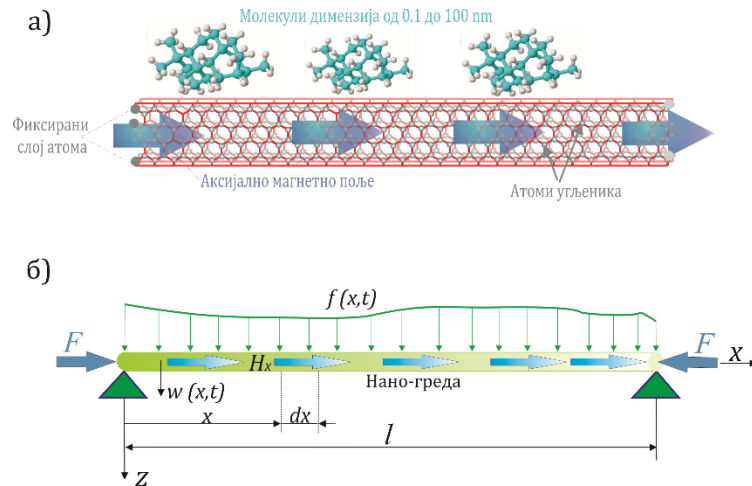 а)
Молекули димензија од 0.1 до 100 nm
Фиксирани
слој атома
Аксијално магнетно поље
Атоми угљеника
б)
f (x,t)
F
F
Hₓ
x
Нано-греда
w (x,t)
x
dx
l
z